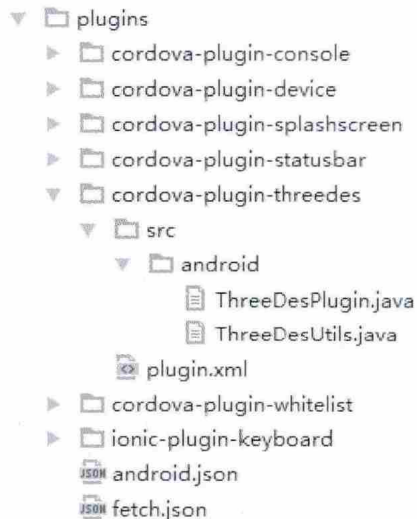 plugins
cordova-plugin-console
cordova-plugin-device
cordova-plugin-splashscreen
cordova-plugin-statusbar
cordova-plugin-threedes
src
android
ThreeDesPlugin.java
ThreeDesUtils.java
<> plugin.xml
cordova-plugin-whitelist
ionic-plugin-keyboard
JSON android.json
JSON fetch.json